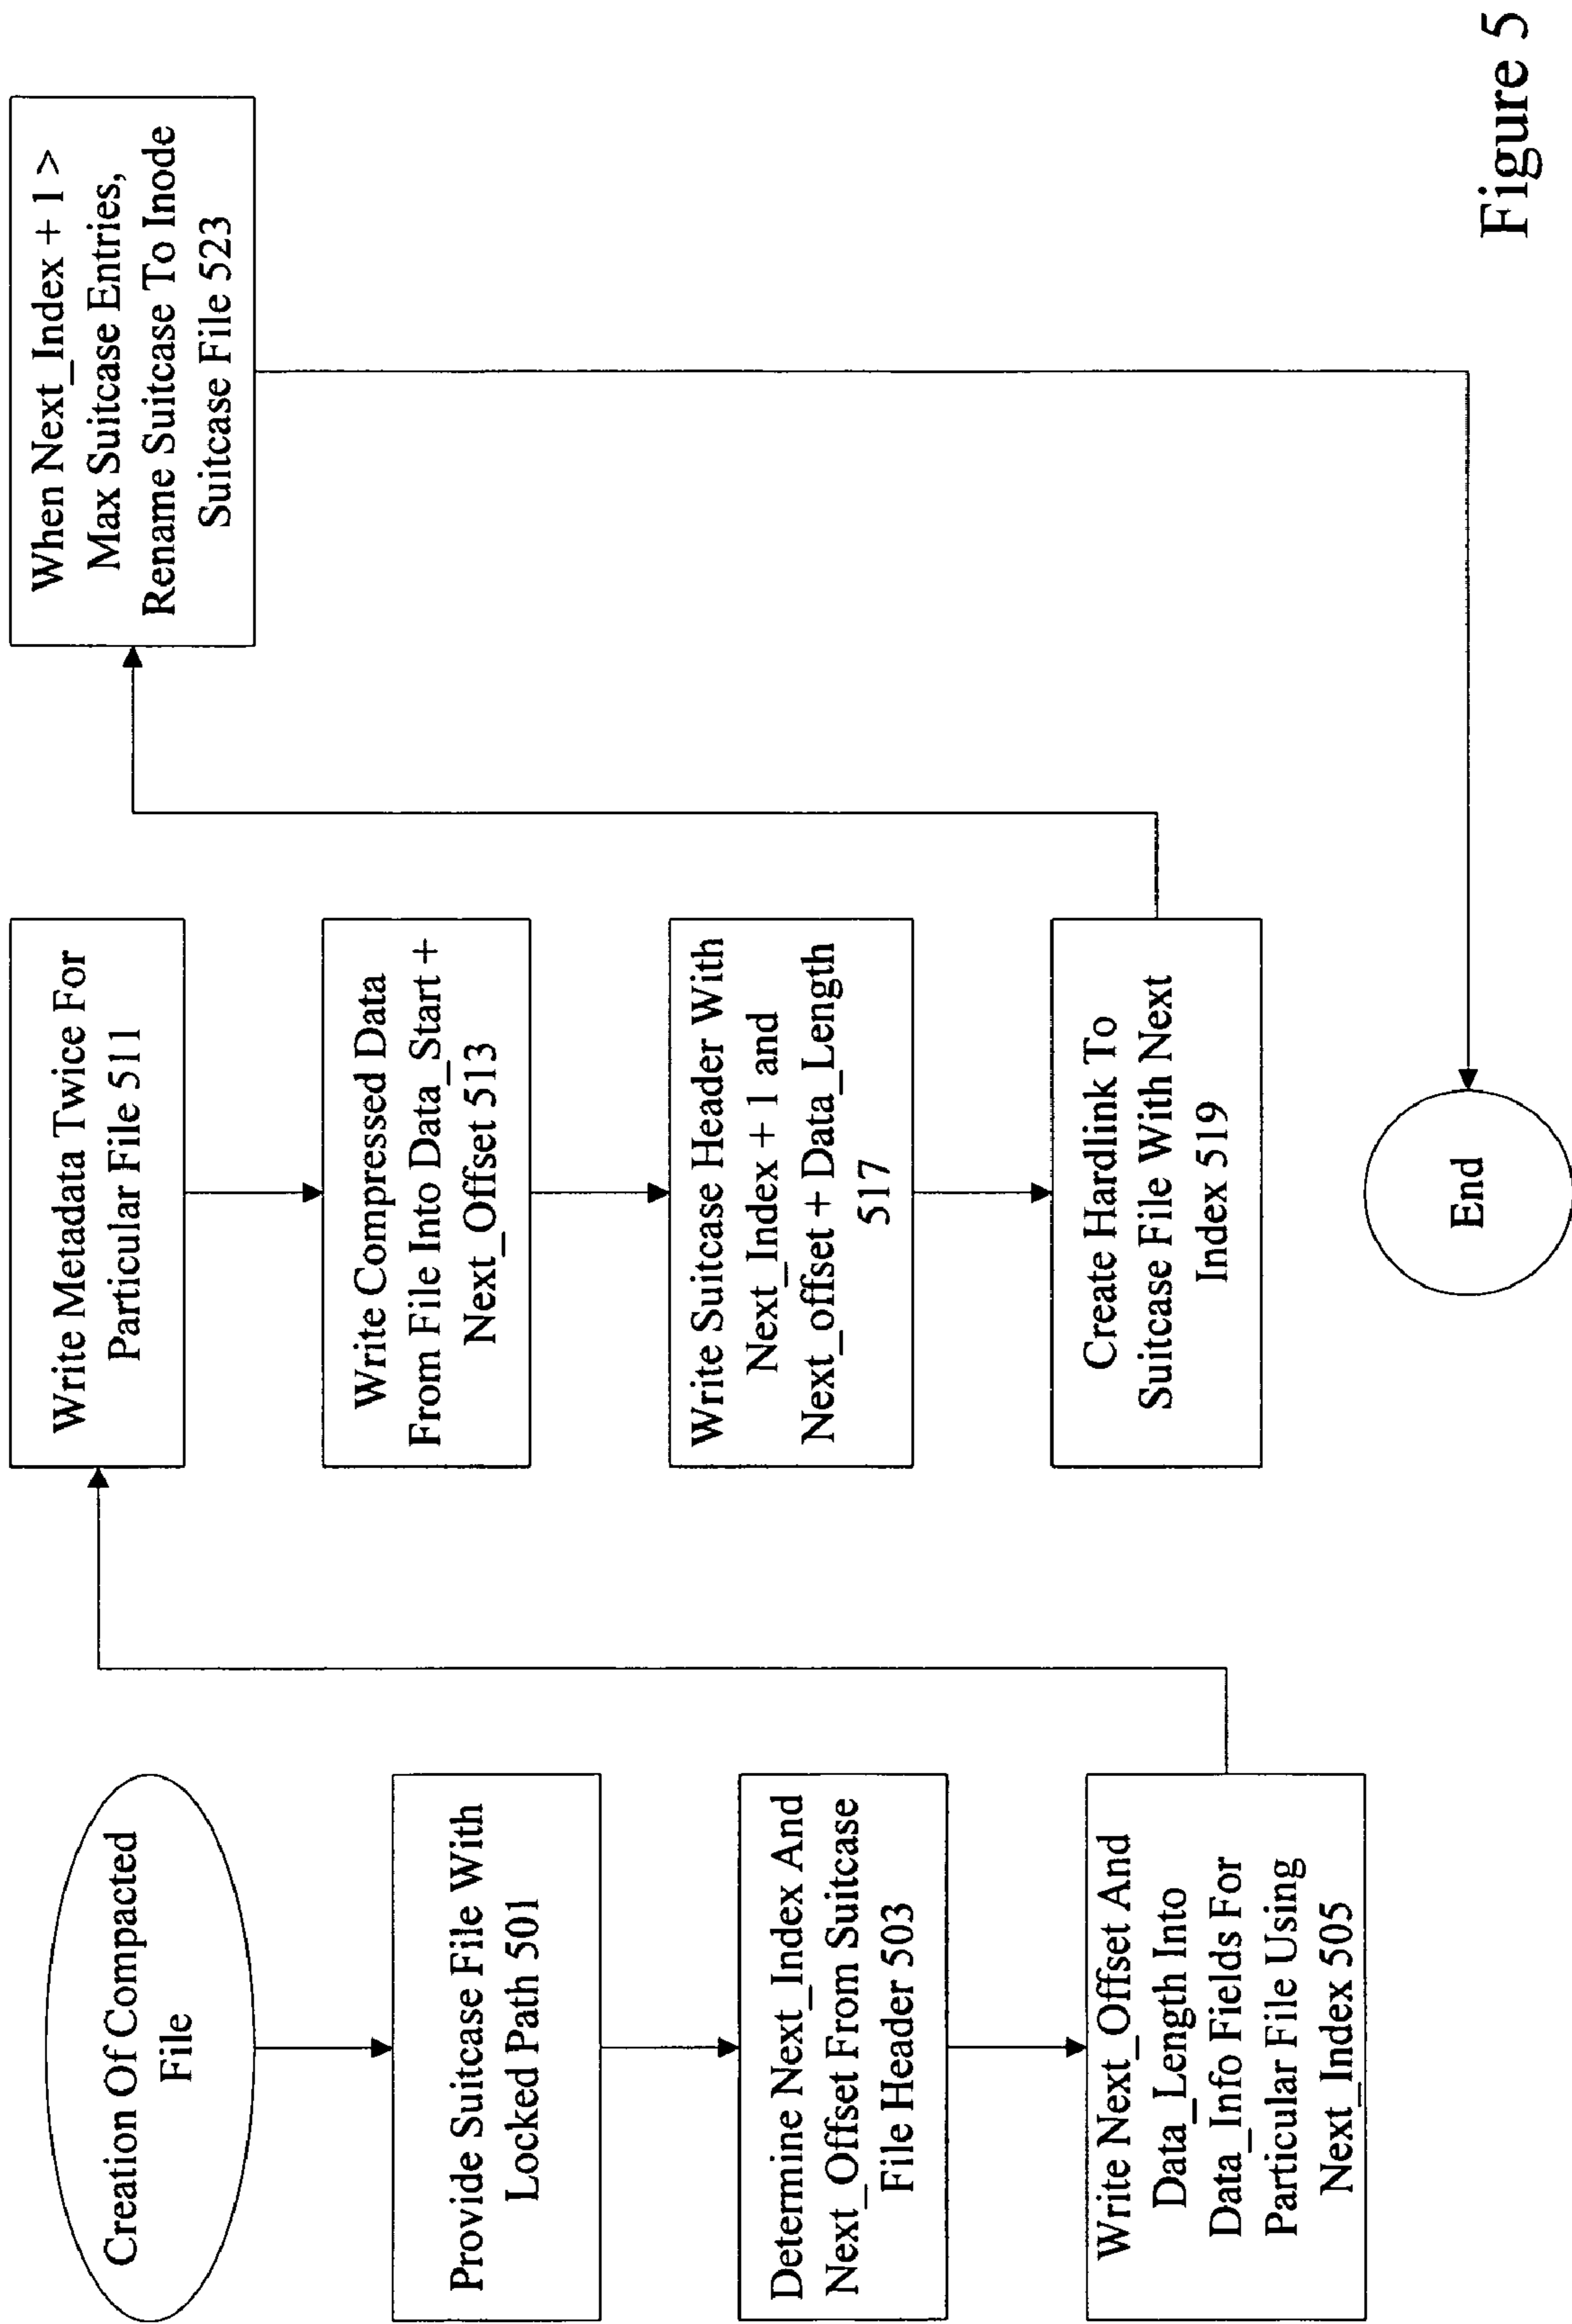 Creation Of Compacted
File
Provide Suitcase File With
Locked Path 501
Determine Next_Index And
Next_Offset From Suitcase
File Header 503
Write Next_Offset And
Data_Length Into
Data_Info Fields For
Particular File Using
Next_Index 505
Write Metadata Twice For
Particular File 511
Write Compressed Data
From File Into Data_Start +
Next_Offset 513
Write Suitcase Header With
Next_Index + 1 and
Next_offset + Data_Length
517
Create Hardlink To
Suitcase File With Next
Index 519
When Next_Index + 1 >
Max Suitcase Entries,
Rename Suitcase To Inode
Suitcase File 523
End
Figure 5